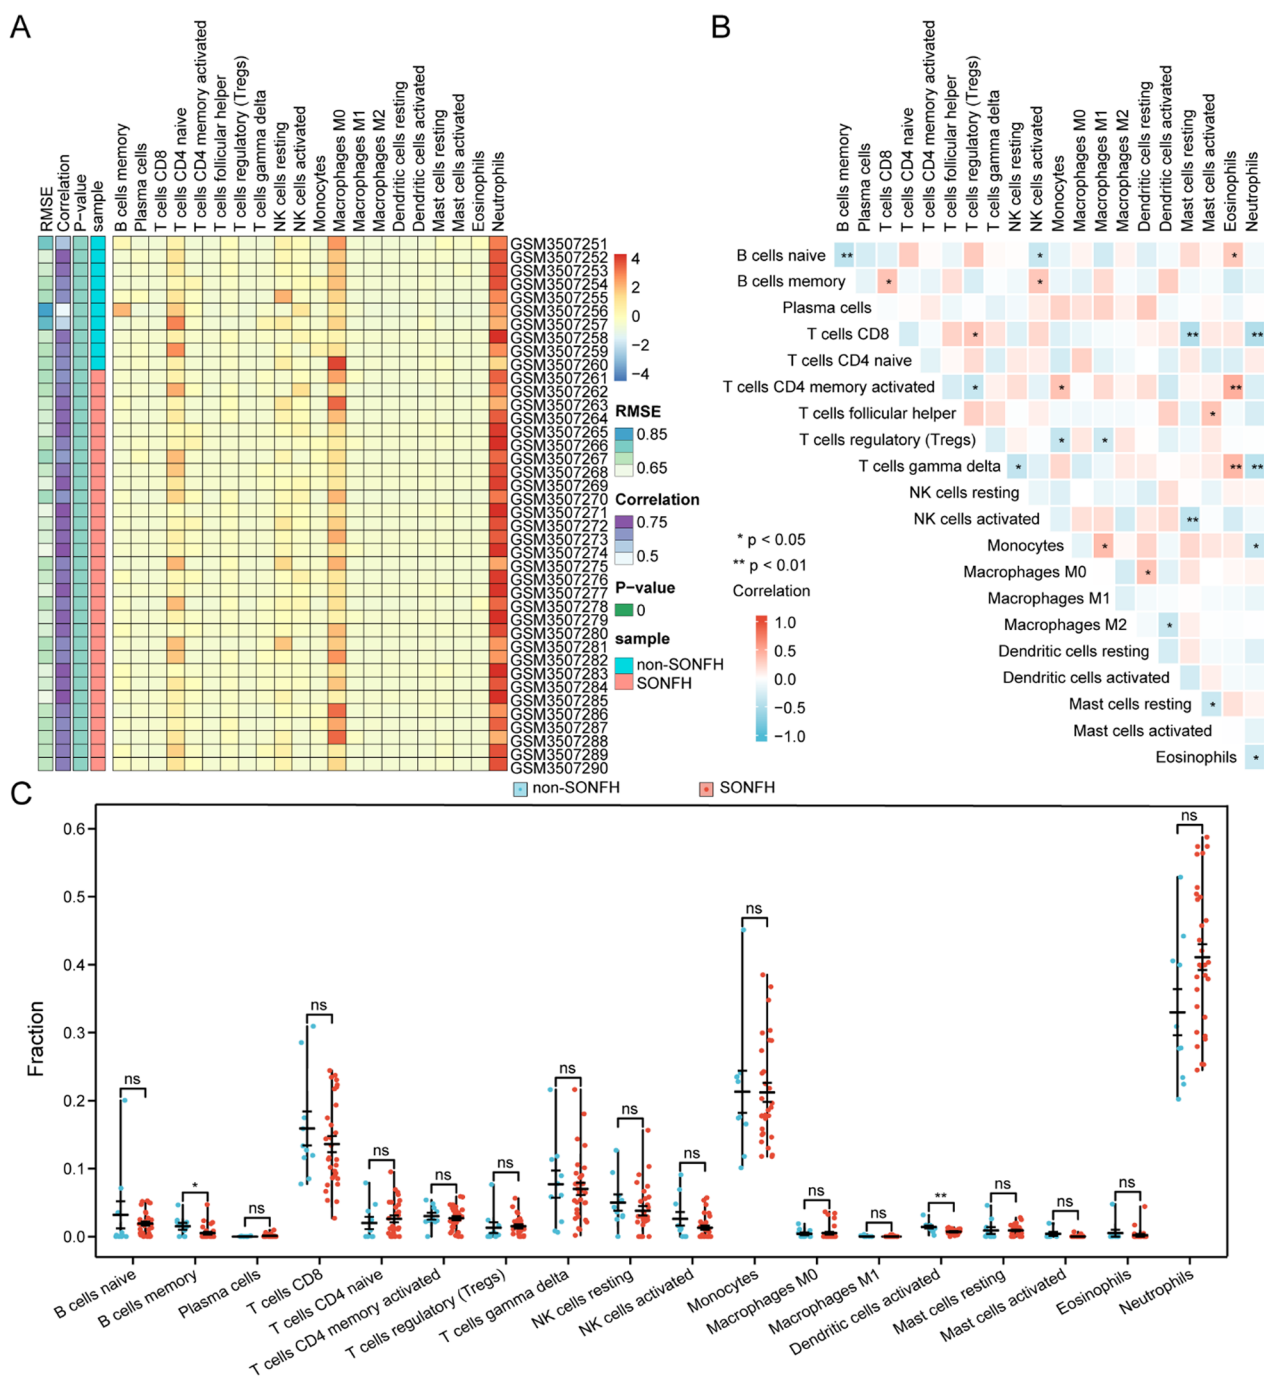 A
RMSE
Correlation
P−value
sample
B cells memory
Plasma cells
T cells CD8
T cells CD4 naive
T cells CD4 memory activated
T cells follicular helper
T cells regulatory (Tregs)
T cells gamma delta
NK cells resting
NK cells activated
Monocytes
Macrophages M0
Macrophages M1
Macrophages M2
Dendritic cells resting
Dendritic cells activated
Mast cells resting
Mast cells activated
Eosinophils
Neutrophils
GSM3507251
GSM3507252
GSM3507253
GSM3507254
GSM3507255
GSM3507256
GSM3507257
GSM3507258
GSM3507259
GSM3507260
GSM3507261
GSM3507262
GSM3507263
GSM3507264
GSM3507265
GSM3507266
GSM3507267
GSM3507268
GSM3507269
GSM3507270
GSM3507271
GSM3507272
GSM3507273
GSM3507274
GSM3507275
GSM3507276
GSM3507277
GSM3507278
GSM3507279
GSM3507280
GSM3507281
GSM3507282
GSM3507283
GSM3507284
GSM3507285
GSM3507286
GSM3507287
GSM3507288
GSM3507289
GSM3507290
4
2
0
−2
−4
RMSE
0.85
0.65
Correlation
0.75
0.5
P−value
0
sample
non-SONFH
SONFH
B
B cells memory
Plasma cells
T cells CD8
T cells CD4 naive
T cells CD4 memory activated
T cells follicular helper
T cells regulatory (Tregs)
T cells gamma delta
NK cells resting
NK cells activated
Monocytes
Macrophages M0
Macrophages M1
Macrophages M2
Dendritic cells resting
Dendritic cells activated
Mast cells resting
Mast cells activated
Eosinophils
Neutrophils
B cells naive ** * *
B cells memory * *
Plasma cells
T cells CD8 * ** **
T cells CD4 naive
T cells CD4 memory activated * * **
T cells follicular helper *
T cells regulatory (Tregs) * *
T cells gamma delta * ** **
NK cells resting
NK cells activated **
Monocytes * *
Macrophages M0 *
Macrophages M1
Macrophages M2 *
Dendritic cells resting
Dendritic cells activated
Mast cells resting *
Mast cells activated
Eosinophils *
* p < 0.05
** p < 0.01
Correlation
1.0
0.5
0.0
−0.5
−1.0
C
non-SONFH
SONFH
Fraction
0.6
0.5
0.4
0.3
0.2
0.1
0.0
ns
*
ns
ns
ns
ns
ns
ns
ns
ns
ns
ns
ns
**
ns
ns
ns
ns
B cells naive
B cells memory
Plasma cells
T cells CD8
T cells CD4 naive
T cells CD4 memory activated
T cells regulatory (Tregs)
T cells gamma delta
NK cells resting
NK cells activated
Monocytes
Macrophages M0
Macrophages M1
Dendritic cells activated
Mast cells resting
Mast cells activated
Eosinophils
Neutrophils